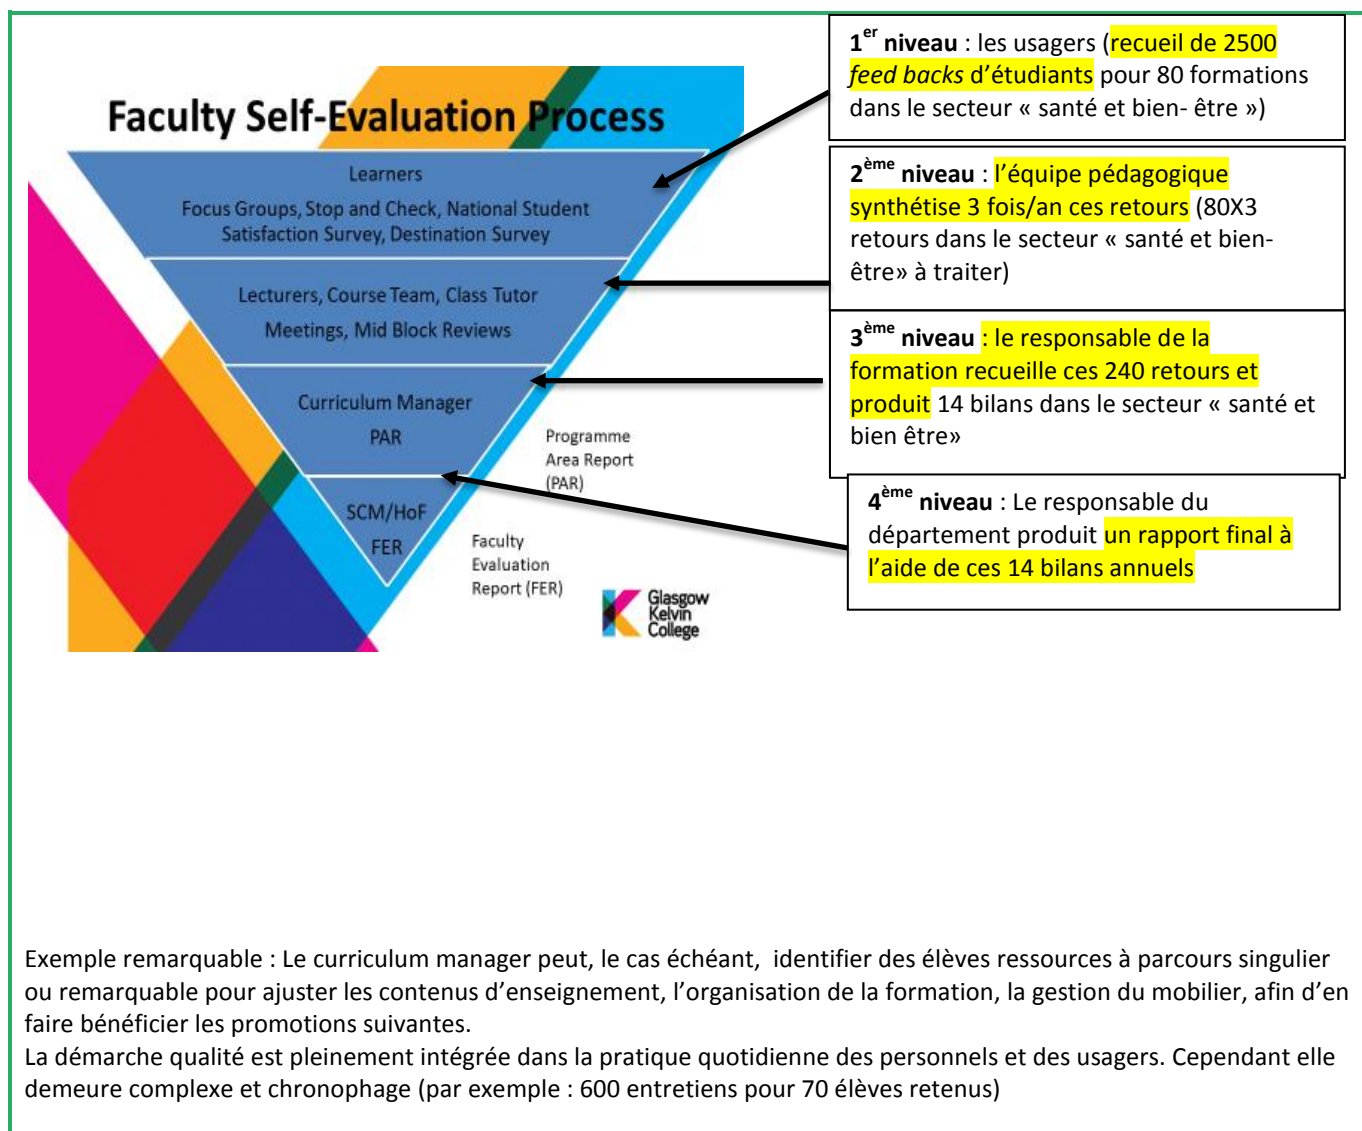 Faculty Self-Evaluation Process
Learners
Focus Groups, Stop and Check, National Student
Satisfaction Survey, Destination Survey
Lecturers, Course Team, Class Tutor
Meetings, Mid Block Reviews
Curriculum Manager
PAR
SCM/HoF
FER
Programme
Area Report
(PAR)
Faculty
Evaluation
Report (FER)
Glasgow
Kelvin
College
1er niveau : les usagers (recueil de 2500
feed backs d’étudiants pour 80 formations
dans le secteur « santé et bien- être »)
2ème niveau : l’équipe pédagogique
synthétise 3 fois/an ces retours (80X3
retours dans le secteur « santé et bien-
être» à traiter)
3ème niveau : le responsable de la
formation recueille ces 240 retours et
produit 14 bilans dans le secteur « santé et
bien être»
4ème niveau : Le responsable du
département produit un rapport final à
l’aide de ces 14 bilans annuels
Exemple remarquable : Le curriculum manager peut, le cas échéant, identifier des élèves ressources à parcours singulier
ou remarquable pour ajuster les contenus d’enseignement, l’organisation de la formation, la gestion du mobilier, afin d’en
faire bénéficier les promotions suivantes.
La démarche qualité est pleinement intégrée dans la pratique quotidienne des personnels et des usagers. Cependant elle
demeure complexe et chronophage (par exemple : 600 entretiens pour 70 élèves retenus)